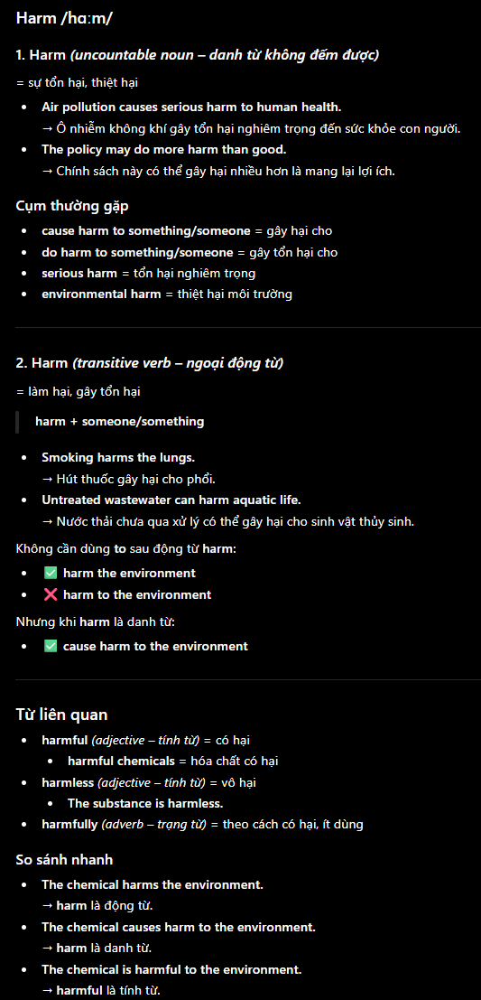 Harm /hɑːm/
1. Harm (uncountable noun – danh từ không đếm được)
= sự tổn hại, thiệt hại
• Air pollution causes serious harm to human health.
→ Ô nhiễm không khí gây tổn hại nghiêm trọng đến sức khỏe con người.
• The policy may do more harm than good.
→ Chính sách này có thể gây hại nhiều hơn là mang lại lợi ích.
Cụm thường gặp
• cause harm to something/someone = gây hại cho
• do harm to something/someone = gây tổn hại cho
• serious harm = tổn hại nghiêm trọng
• environmental harm = thiệt hại môi trường
2. Harm (transitive verb – ngoại động từ)
= làm hại, gây tổn hại
harm + someone/something
• Smoking harms the lungs.
→ Hút thuốc gây hại cho phổi.
• Untreated wastewater can harm aquatic life.
→ Nước thải chưa qua xử lý có thể gây hại cho sinh vật thủy sinh.
Không cần dùng to sau động từ harm:
• ✅ harm the environment
• ❌ harm to the environment
Nhưng khi harm là danh từ:
• ✅ cause harm to the environment
Từ liên quan
• harmful (adjective – tính từ) = có hại
• harmful chemicals = hóa chất có hại
• harmless (adjective – tính từ) = vô hại
• The substance is harmless.
• harmfully (adverb – trạng từ) = theo cách có hại, ít dùng
So sánh nhanh
• The chemical harms the environment.
→ harm là động từ.
• The chemical causes harm to the environment.
→ harm là danh từ.
• The chemical is harmful to the environment.
→ harmful là tính từ.